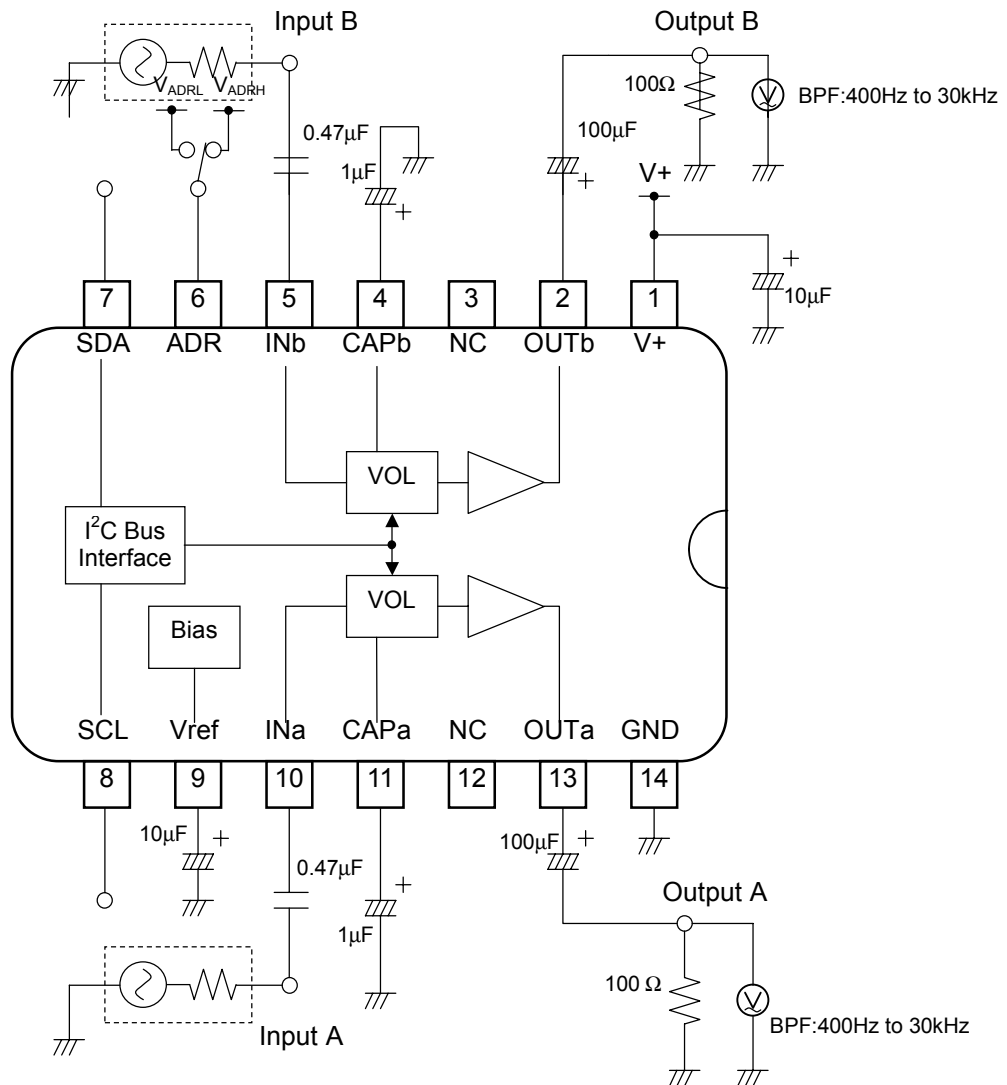 Input B
Output B
V_ADRL V_ADRH
0.47μF
1μF
+
100μF
+
100Ω
BPF:400Hz to 30kHz
V+
+
10μF
7 6 5 4 3 2 1
SDA ADR INb CAPb NC OUTb V+
VOL
I²C Bus
Interface
VOL
Bias
SCL Vref INa CAPa NC OUTa GND
8 9 10 11 12 13 14
10μF
+
0.47μF
1μF
+
100μF
+
Output A
100 Ω
V
BPF:400Hz to 30kHz
V
Input A